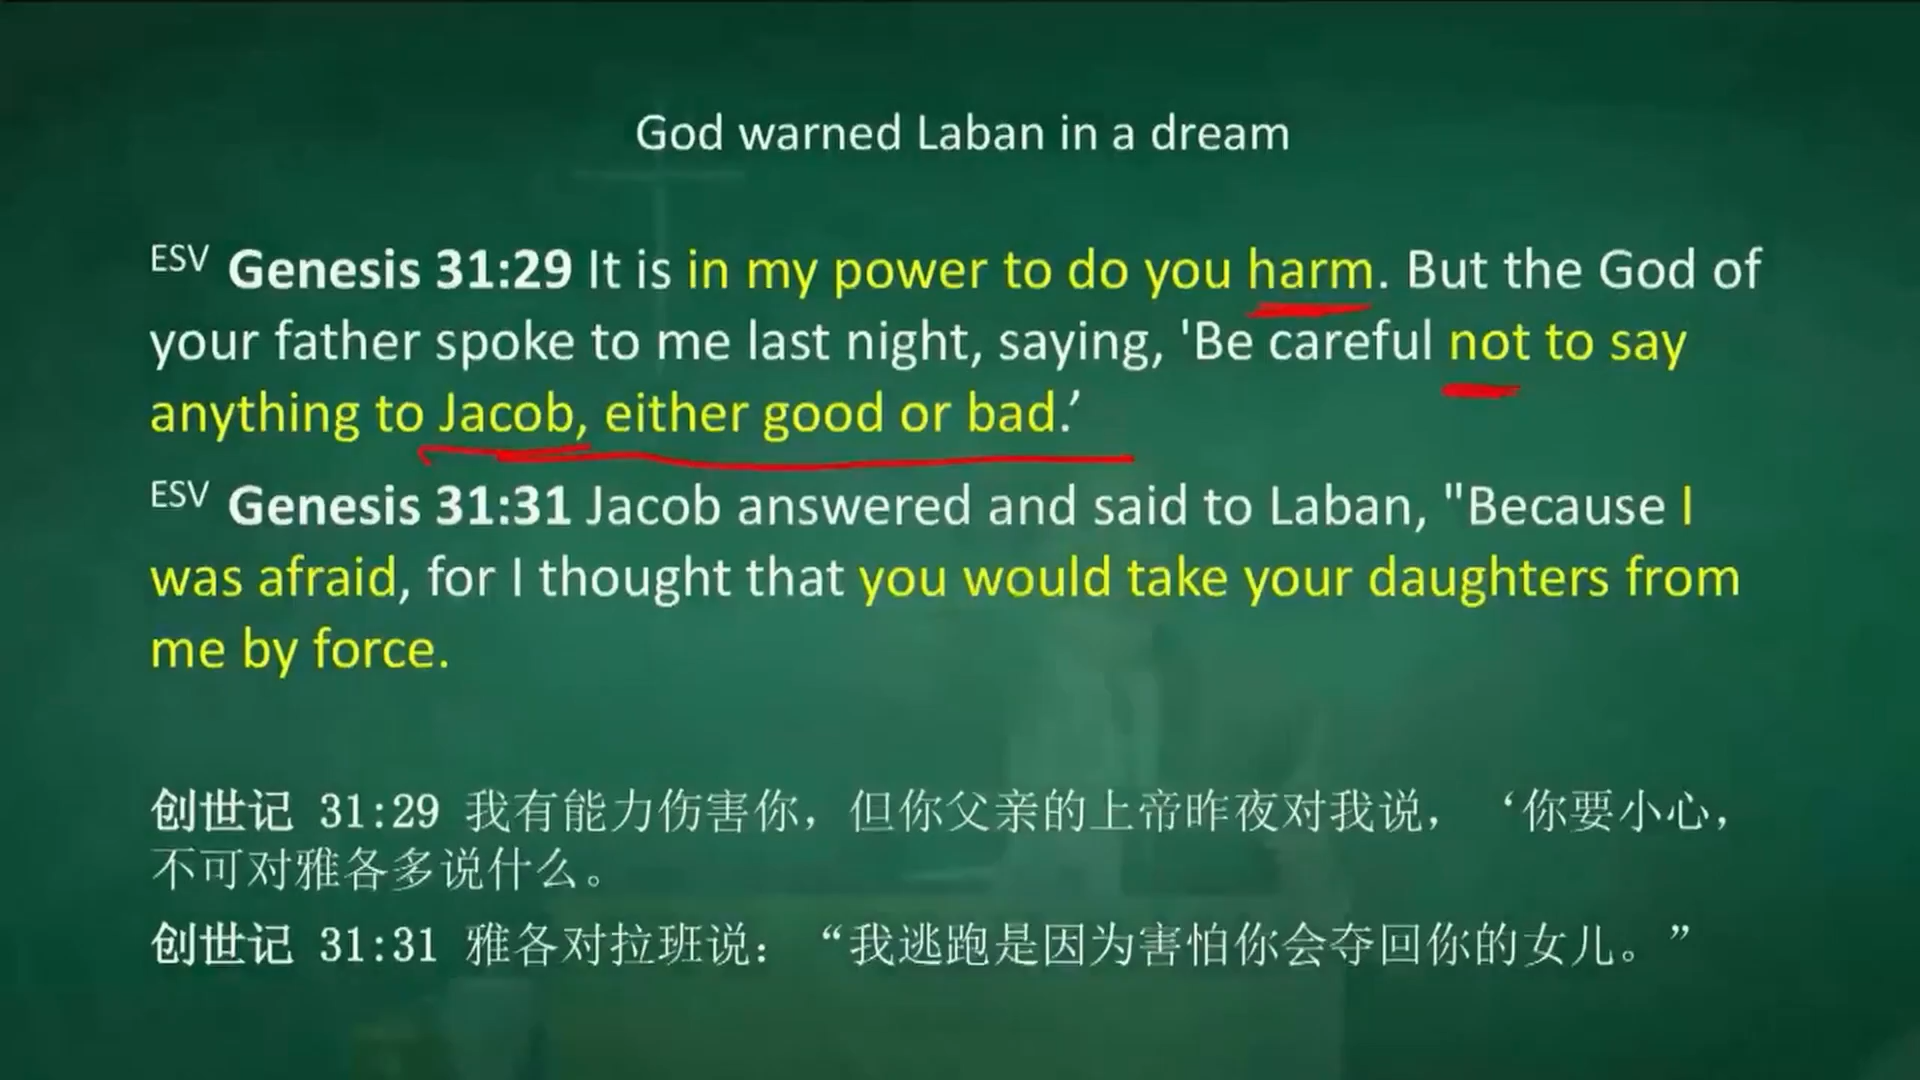 God warned Laban in a dream
ESV Genesis 31:29 It is in my power to do you harm. But the God of
your father spoke to me last night, saying, 'Be careful not to say
anything to Jacob, either good or bad.’
ESV Genesis 31:31 Jacob answered and said to Laban, "Because I
was afraid, for I thought that you would take your daughters from
me by force.
创世记 31:29 我有能力伤害你，但你父亲的上帝昨夜对我说，‘你要小心，
不可对雅各多说什么。
创世记 31:31 雅各对拉班说：“我逃跑是因为害怕你会夺回你的女儿。”